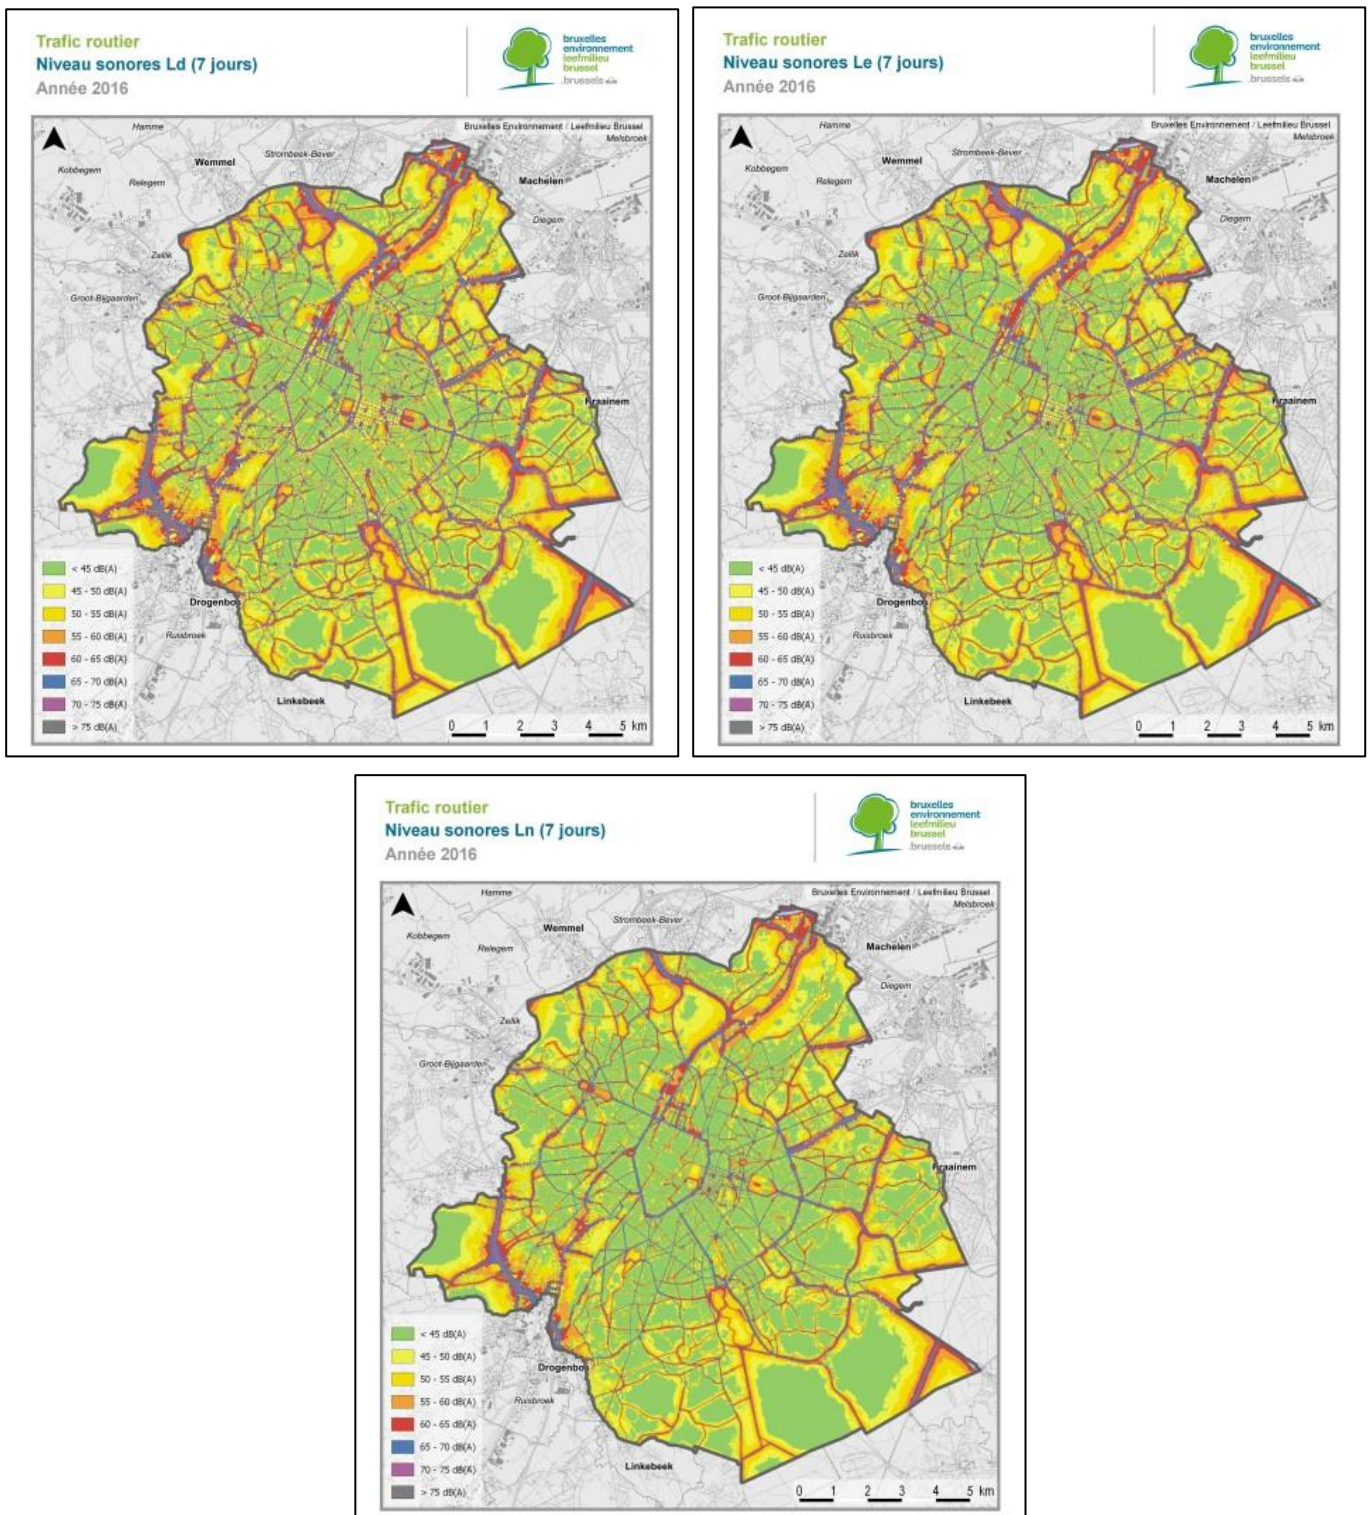 Trafic routier
Niveau sonores Ld (7 jours)
Année 2016
bruxelles
environnement
leefmilieu
brussel
.brussels
Bruxelles Environnement / Leefmilieu Brussel
Hamme
Melsbroek
Strombeek-Bever
Wemmel
Kobbegem
Relegem
Machelen
Diegem
Zellik
Groot-Bijgaarden
Kraainem
< 45 dB(A)
45 - 50 dB(A)
50 - 55 dB(A)
55 - 60 dB(A)
60 - 65 dB(A)
65 - 70 dB(A)
70 - 75 dB(A)
> 75 dB(A)
Drogenbos
Ruisbroek
Linkebeek
0 1 2 3 4 5 km
Trafic routier
Niveau sonores Le (7 jours)
Année 2016
bruxelles
environnement
leefmilieu
brussel
.brussels
Bruxelles Environnement / Leefmilieu Brussel
Hamme
Melsbroek
Strombeek-Bever
Wemmel
Kobbegem
Relegem
Machelen
Diegem
Zellik
Groot-Bijgaarden
Kraainem
< 45 dB(A)
45 - 50 dB(A)
50 - 55 dB(A)
55 - 60 dB(A)
60 - 65 dB(A)
65 - 70 dB(A)
70 - 75 dB(A)
> 75 dB(A)
Drogenbos
Ruisbroek
Linkebeek
0 1 2 3 4 5 km
Trafic routier
Niveau sonores Ln (7 jours)
Année 2016
bruxelles
environnement
leefmilieu
brussel
.brussels
Bruxelles Environnement / Leefmilieu Brussel
Hamme
Melsbroek
Strombeek-Bever
Wemmel
Kobbegem
Relegem
Machelen
Diegem
Zellik
Groot-Bijgaarden
Kraainem
< 45 dB(A)
45 - 50 dB(A)
50 - 55 dB(A)
55 - 60 dB(A)
60 - 65 dB(A)
65 - 70 dB(A)
70 - 75 dB(A)
> 75 dB(A)
Drogenbos
Ruisbroek
Linkebeek
0 1 2 3 4 5 km